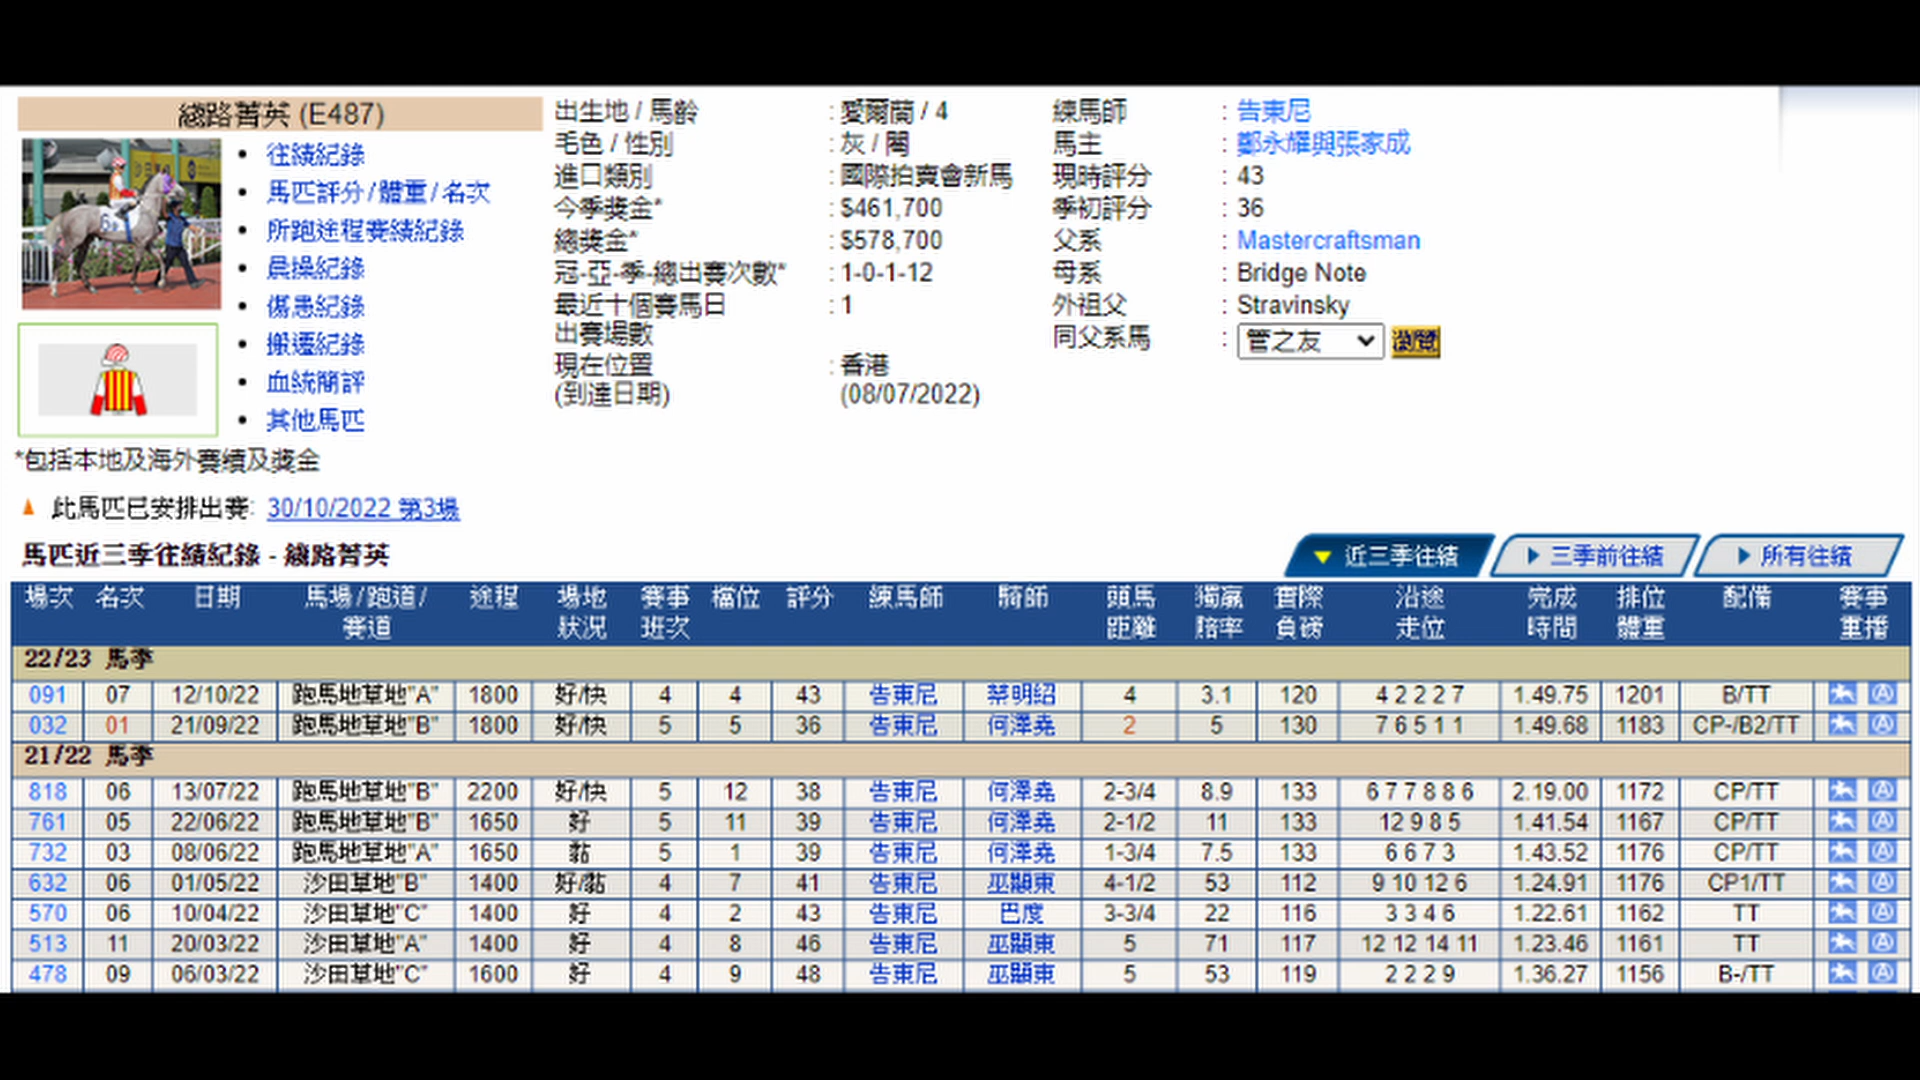 綫路菁英 (E487)
往績紀錄
馬匹評分/體重/名次
所跑途程賽績紀錄
晨操紀錄
傷患紀錄
搬遷紀錄
血統簡評
其他馬匹
出生地 / 馬齡 : 愛爾蘭 / 4
毛色 / 性別 : 灰 / 閹
進口類別 : 國際拍賣會新馬
今季獎金* : $461,700
總獎金* : $578,700
冠-亞-季-總出賽次數* : 1-0-1-12
最近十個賽馬日 : 1
出賽場數
現在位置 : 香港
(到達日期) (08/07/2022)
練馬師 : 告東尼
馬主 : 鄭永耀與張家成
現時評分 : 43
季初評分 : 36
父系 : Mastercraftsman
母系 : Bridge Note
外祖父 : Stravinsky
同父系馬 : 管之友 瀏覽
*包括本地及海外賽績及獎金
此馬匹已安排出賽: 30/10/2022 第3場
馬匹近三季往績紀錄 - 綫路菁英
近三季往績 三季前往績 所有往績
場次 名次 日期 馬場/跑道/賽道 途程 場地狀況 賽事班次 檔位 評分 練馬師 騎師 頭馬距離 獨贏賠率 實際負磅 沿途走位 完成時間 排位體重 配備 賽事重播
22/23 馬季
091 07 12/10/22 跑馬地草地"A" 1800 好/快 4 4 43 告東尼 蔡明紹 4 3.1 120 4 2 2 2 7 1.49.75 1201 B/TT
032 01 21/09/22 跑馬地草地"B" 1800 好/快 5 5 36 告東尼 何澤堯 2 5 130 7 6 5 1 1 1.49.68 1183 CP-/B2/TT
21/22 馬季
818 06 13/07/22 跑馬地草地"B" 2200 好/快 5 12 38 告東尼 何澤堯 2-3/4 8.9 133 6 7 7 8 8 6 2.19.00 1172 CP/TT
761 05 22/06/22 跑馬地草地"B" 1650 好 5 11 39 告東尼 何澤堯 2-1/2 11 133 12 9 8 5 1.41.54 1167 CP/TT
732 03 08/06/22 跑馬地草地"A" 1650 黏 5 1 39 告東尼 何澤堯 1-3/4 7.5 133 6 6 7 3 1.43.52 1176 CP/TT
632 06 01/05/22 沙田草地"B" 1400 好/黏 4 7 41 告東尼 巫顯東 4-1/2 53 112 9 10 12 6 1.24.91 1176 CP1/TT
570 06 10/04/22 沙田草地"C" 1400 好 4 2 43 告東尼 巴度 3-3/4 22 116 3 3 4 6 1.22.61 1162 TT
513 11 20/03/22 沙田草地"A" 1400 好 4 8 46 告東尼 巫顯東 5 71 117 12 12 14 11 1.23.46 1161 TT
478 09 06/03/22 沙田草地"C" 1600 好 4 9 48 告東尼 巫顯東 5 53 119 2 2 2 9 1.36.27 1156 B-/TT